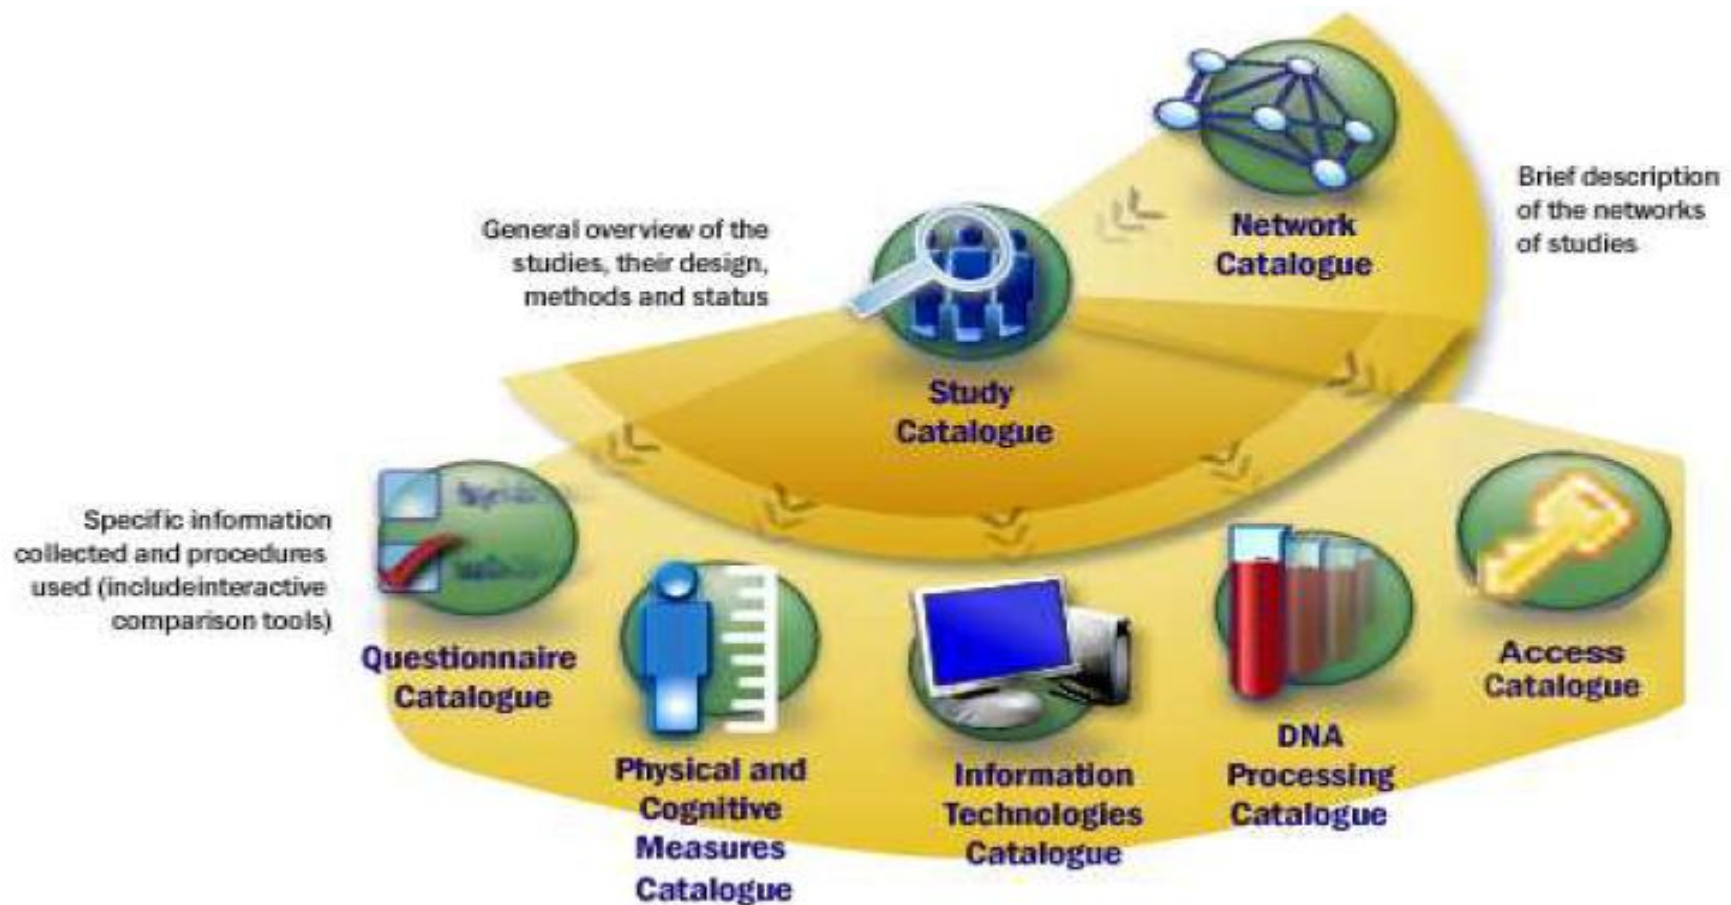 Brief description
of the networks
of studies
Network
Catalogue
General overview of the
studies, their design,
methods and status
Study
Catalogue
Specific information
collected and procedures
used (includeinteractive
comparison tools)
Questionnaire
Catalogue
Physical and
Cognitive
Measures
Catalogue
Information
Technologies
Catalogue
DNA
Processing
Catalogue
Access
Catalogue